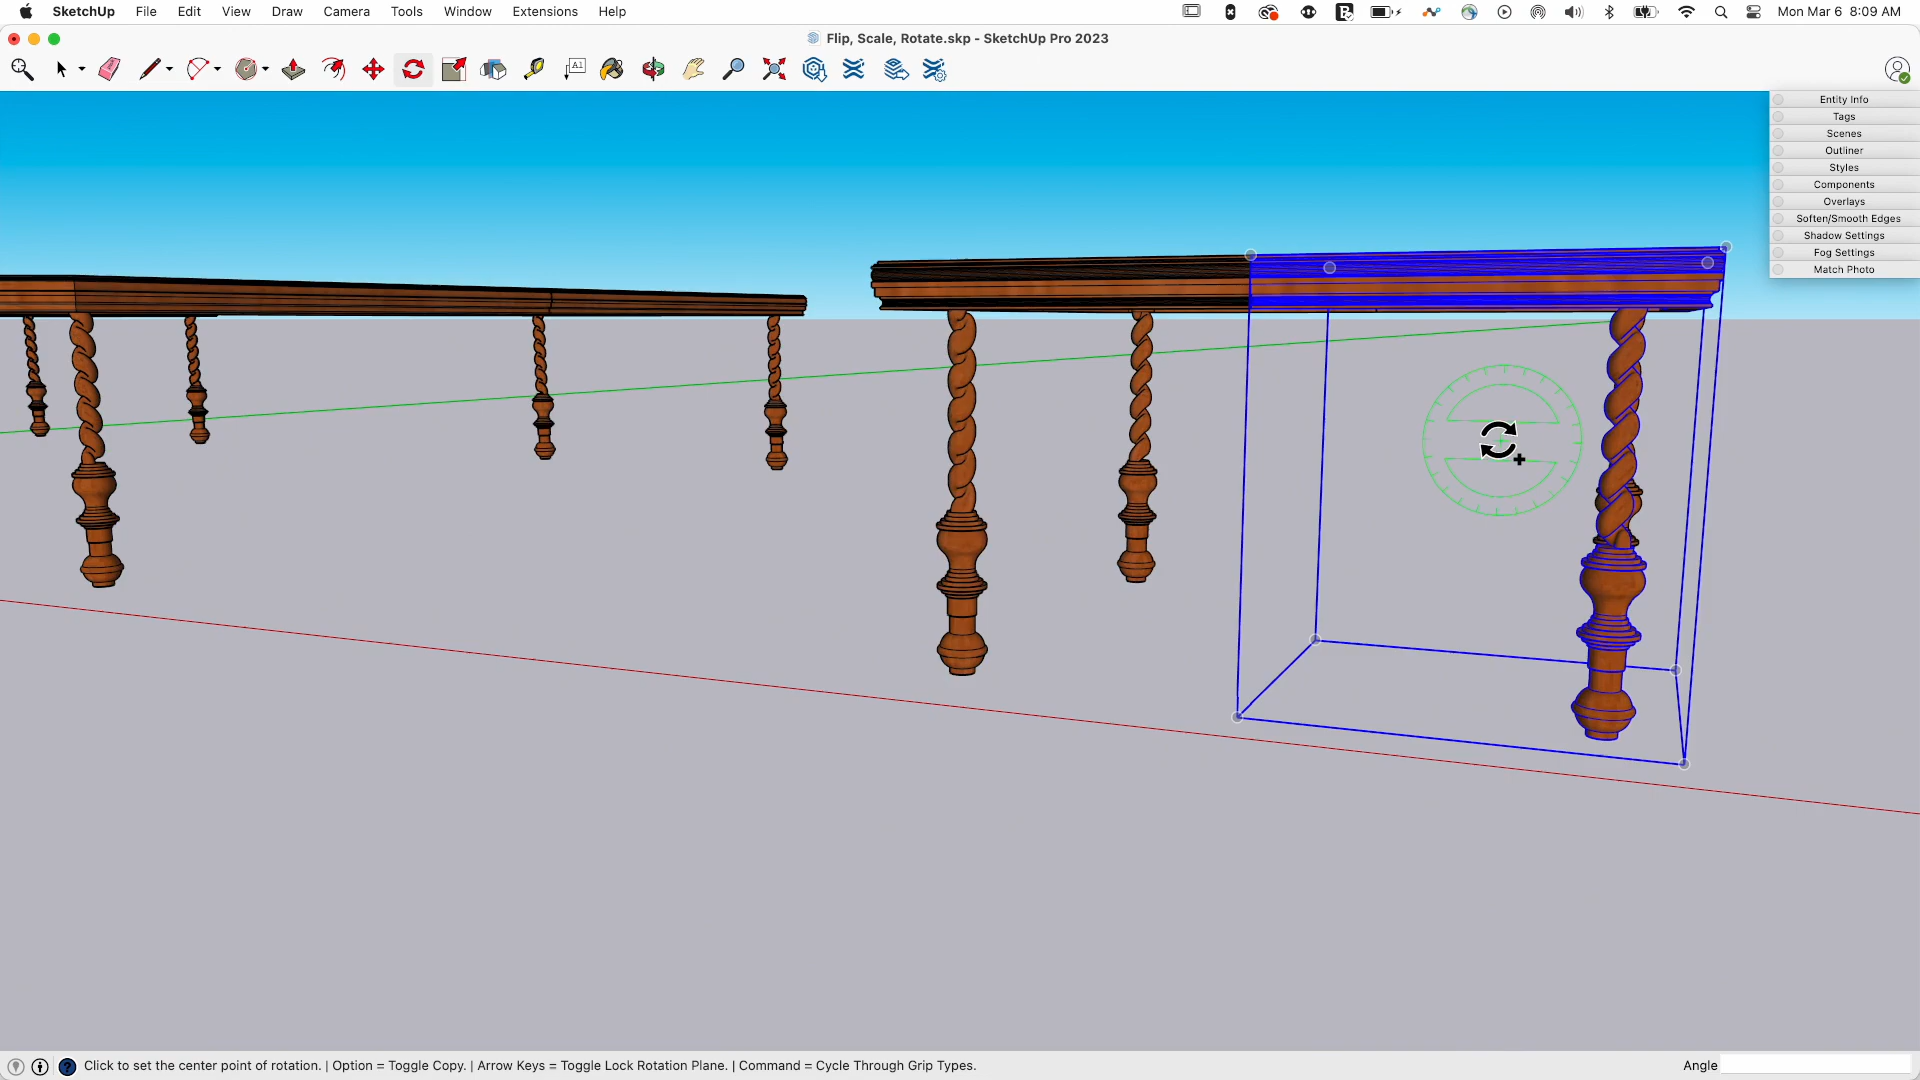 SketchUp File Edit View Draw Camera Tools Window Extensions Help Mon Mar 6 8:09 AM
Flip, Scale, Rotate.skp - SketchUp Pro 2023
A1
Entity Info
Tags
Scenes
Outliner
Styles
Components
Overlays
Soften/Smooth Edges
Shadow Settings
Fog Settings
Match Photo
Click to set the center point of rotation. | Option = Toggle Copy. | Arrow Keys = Toggle Lock Rotation Plane. | Command = Cycle Through Grip Types. Angle